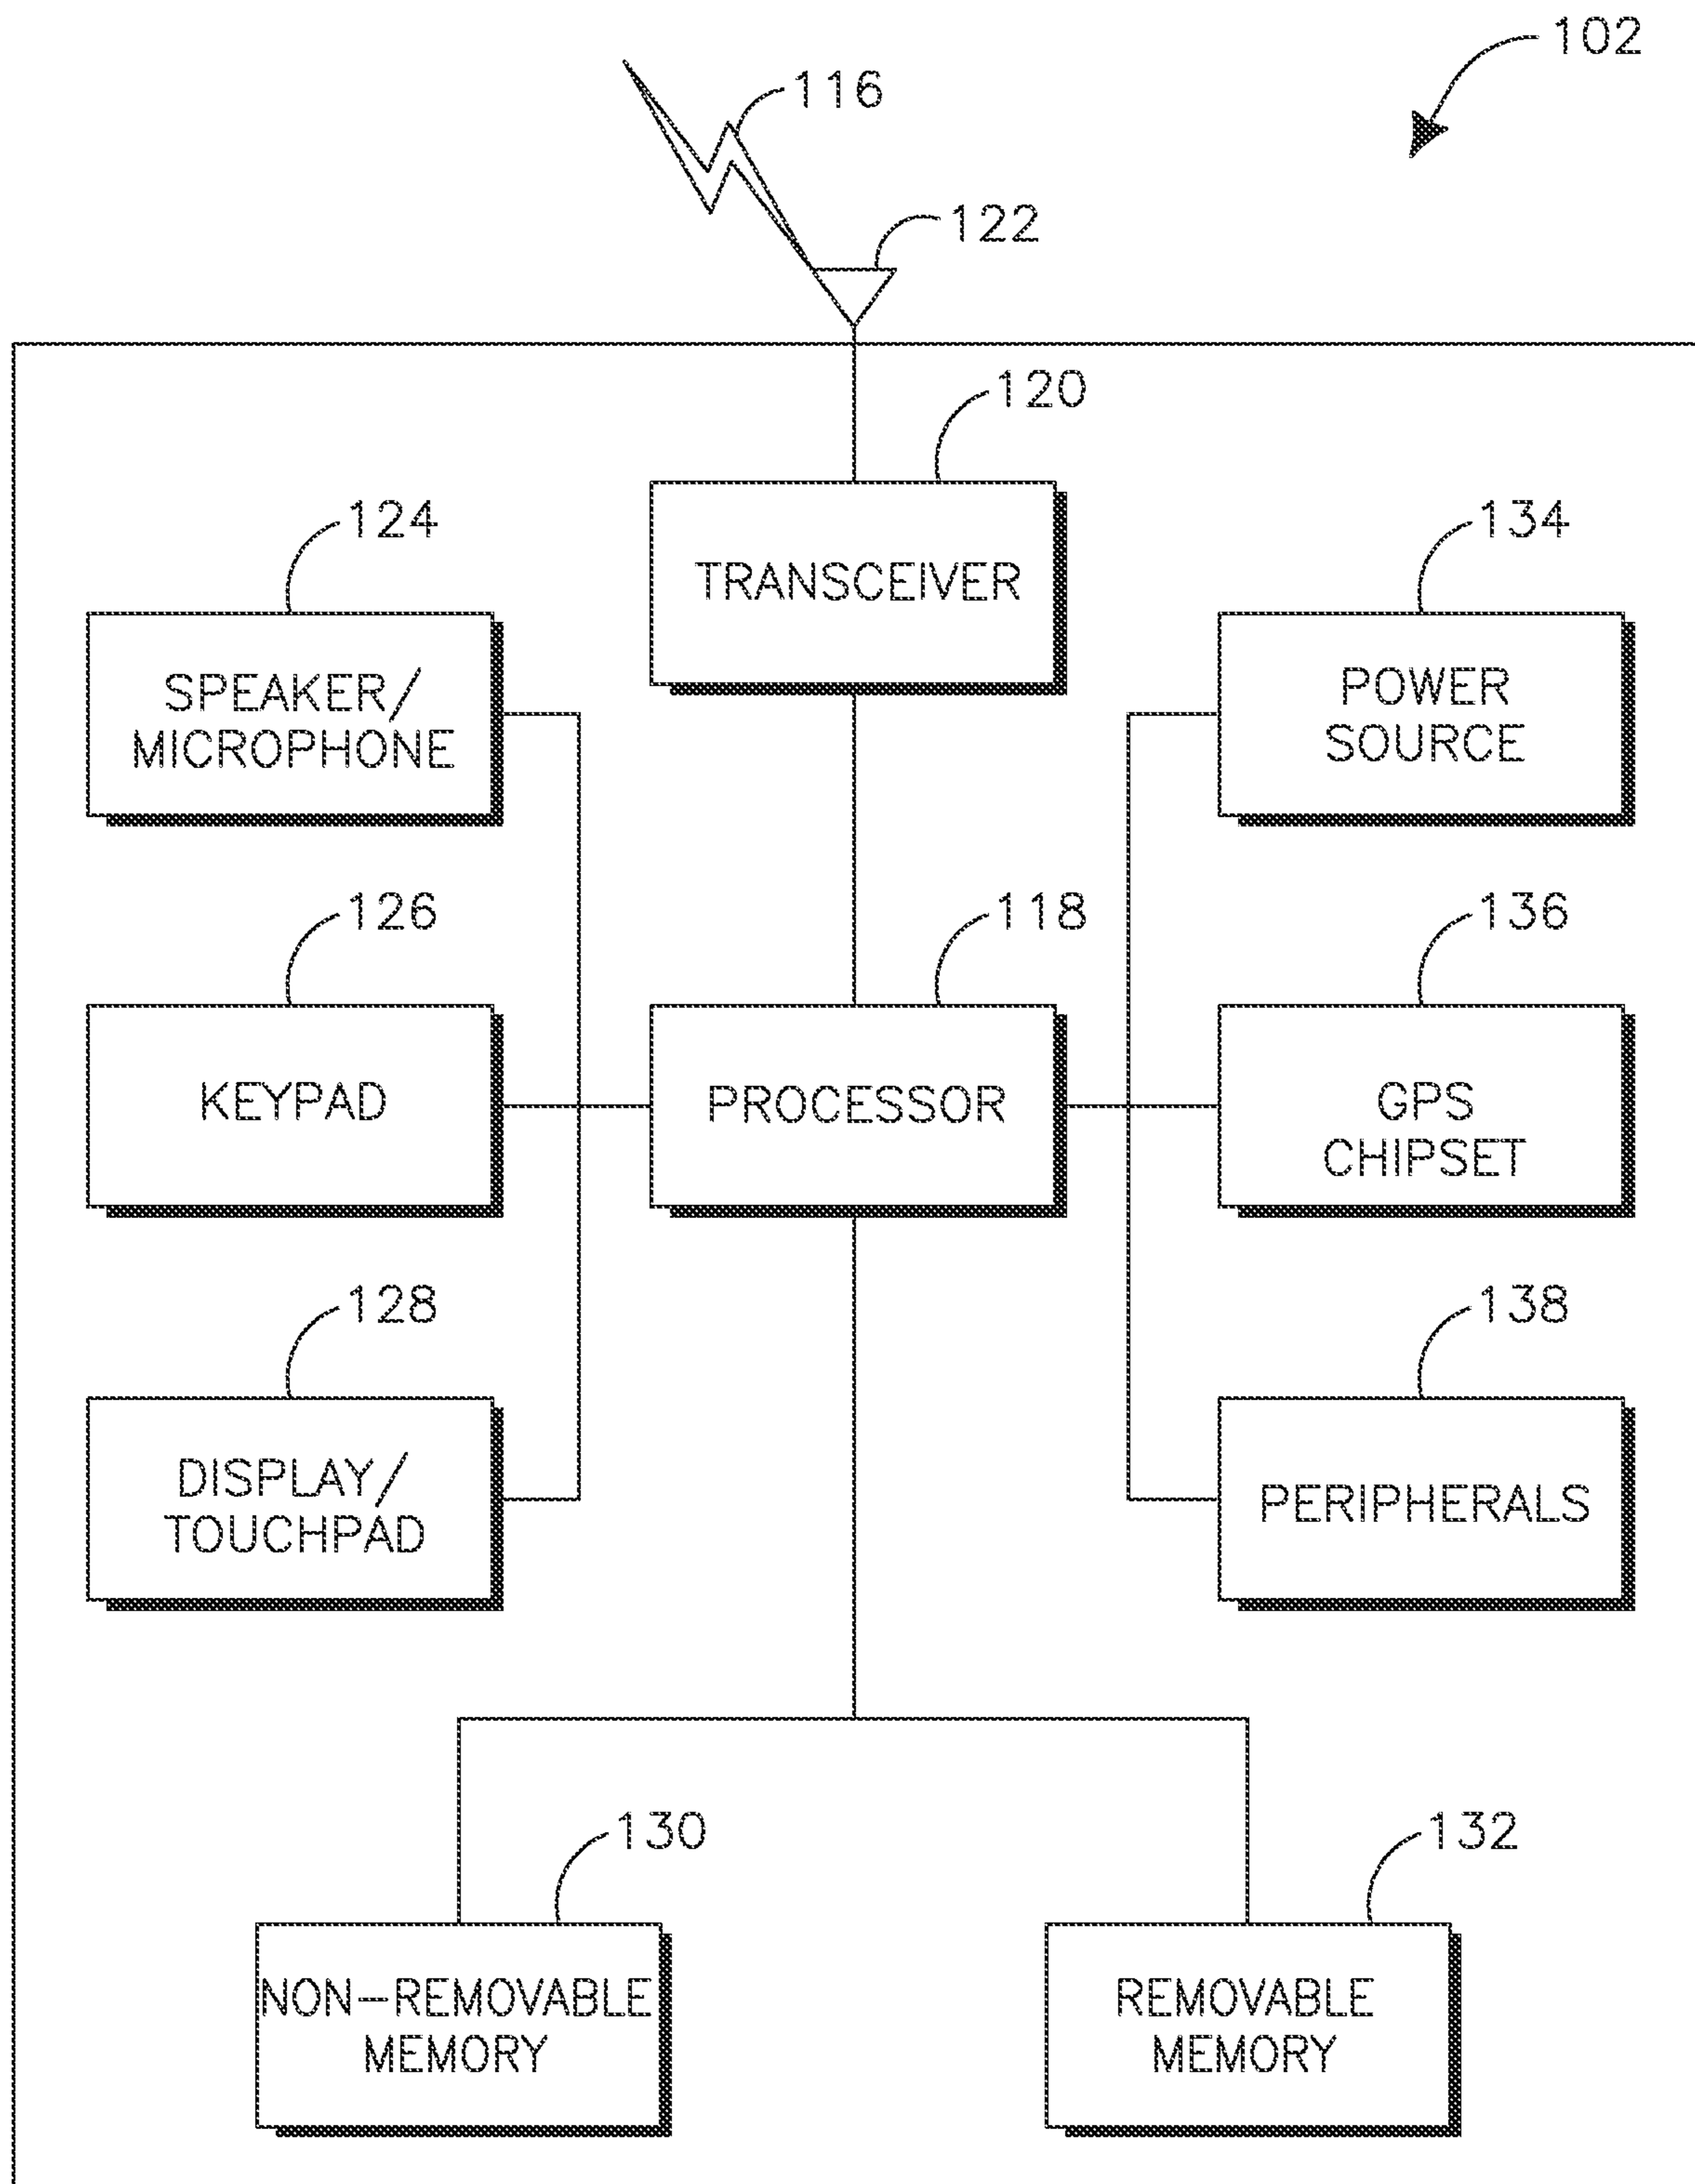 102
116
122
120
TRANSCEIVER
124
SPEAKER/
MICROPHONE
134
POWER
SOURCE
126
KEYPAD
118
PROCESSOR
136
GPS
CHIPSET
128
DISPLAY/
TOUCHPAD
138
PERIPHERALS
130
NON-REMOVABLE
MEMORY
132
REMOVABLE
MEMORY